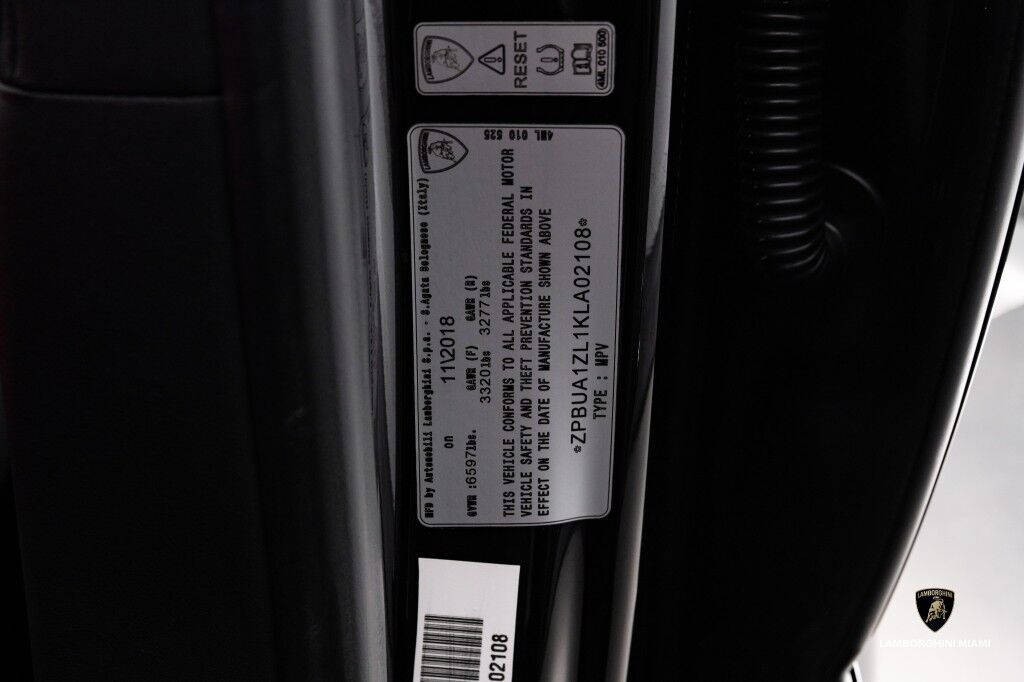 LAMBORGHINI
RESET
4ML 010 500
LAMBORGHINI
4ML 010 525
MFD by Automobili Lamborghini S.p.a. - S.Agata Bolognese (Italy)
on 11\2018
GVWR :6597lbs. GAWR (F) 3320lbs GAWR (R) 3277lbs
THIS VEHICLE CONFORMS TO ALL APPLICABLE FEDERAL MOTOR
VEHICLE SAFETY AND THEFT PREVENTION STANDARDS IN
EFFECT ON THE DATE OF MANUFACTURE SHOWN ABOVE
*ZPBUA1ZL1KLA02108*
TYPE : MPV
02108
LAMBORGHINI
LAMBORGHINI MIAMI